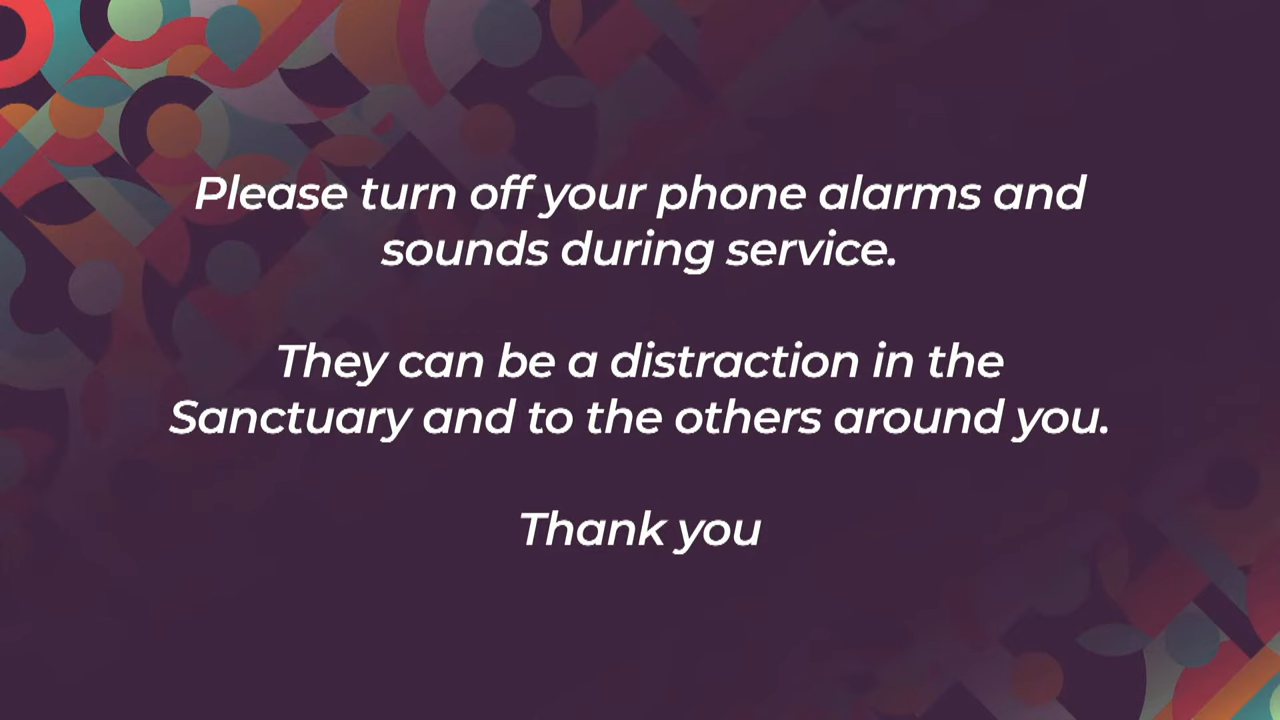 Please turn off your phone alarms and
sounds during service.
They can be a distraction in the
Sanctuary and to the others around you.
Thank you